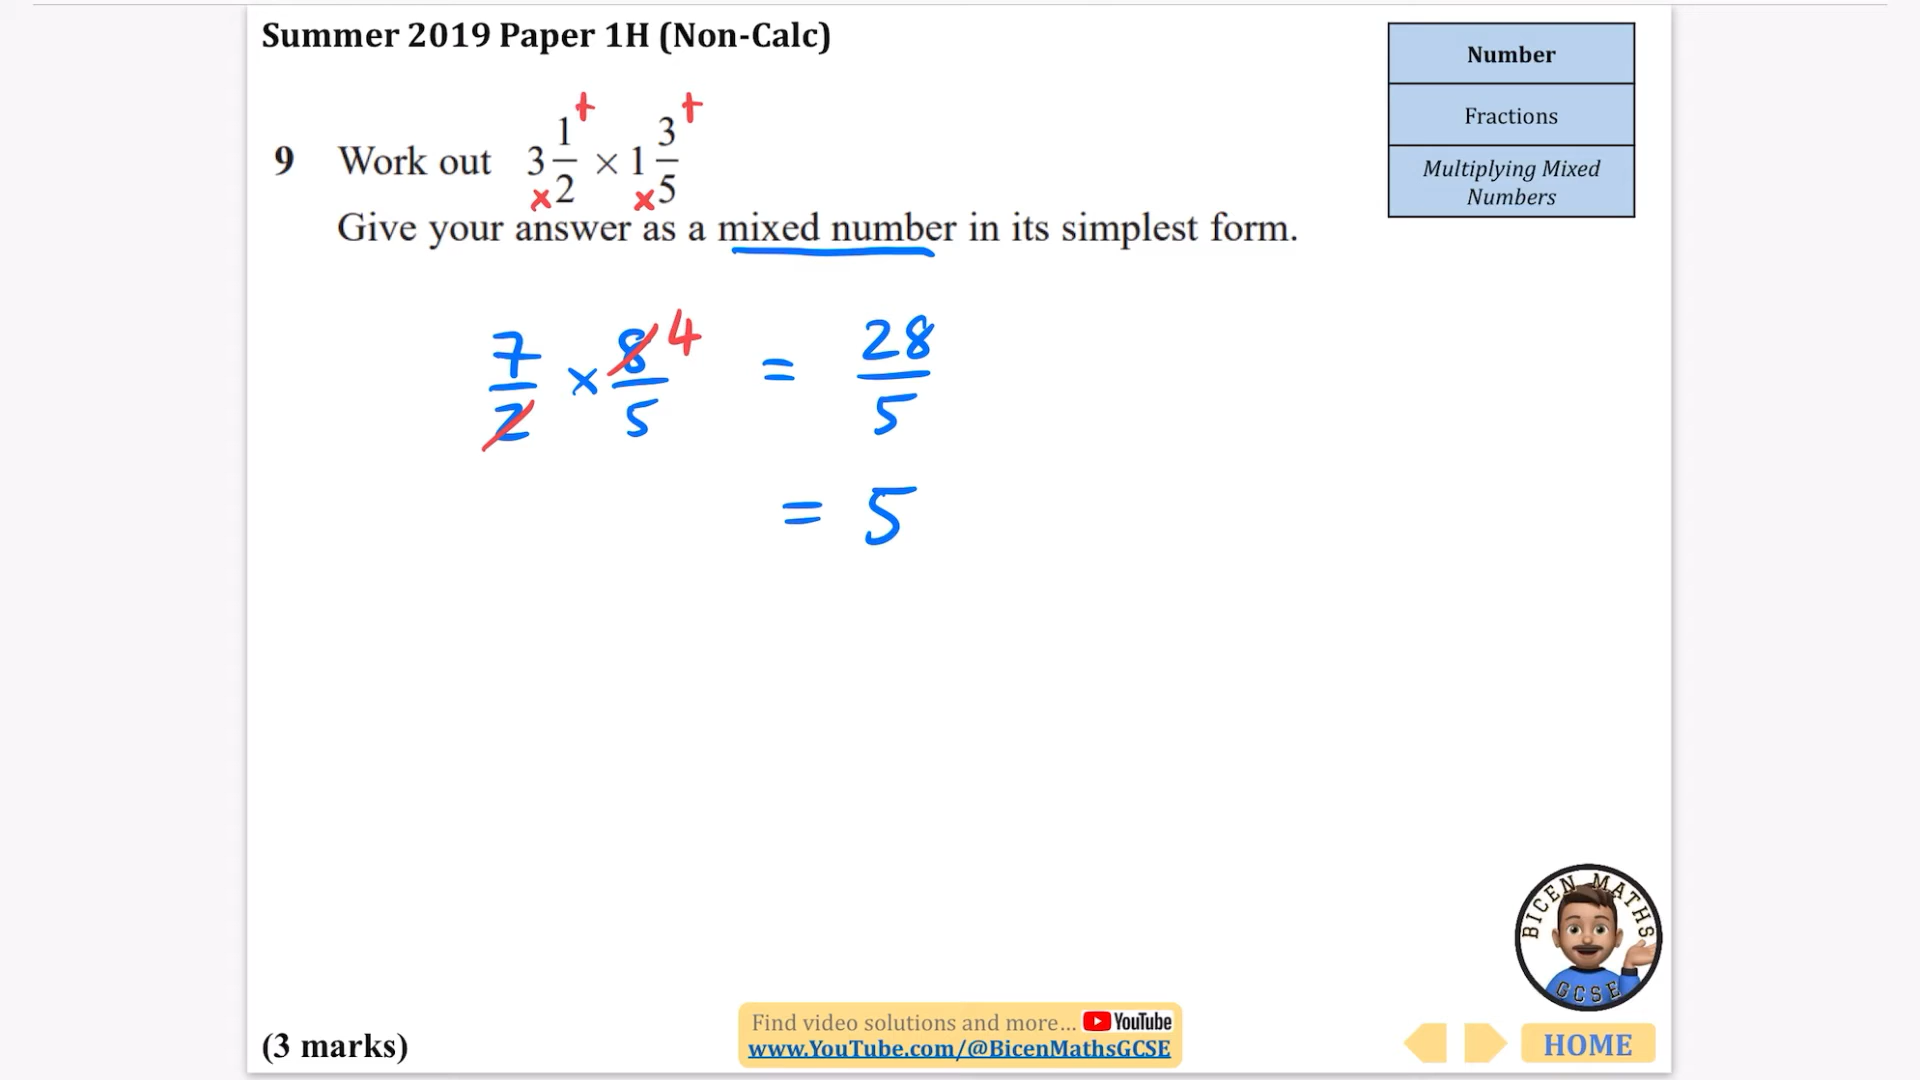 Summer 2019 Paper 1H (Non-Calc)
Number
Fractions
Multiplying Mixed
Numbers
9 Work out 3 1/2 × 1 3/5
+ +
× ×
Give your answer as a mixed number in its simplest form.
7/2 × 8/5 4 = 28/5
= 5
BICEN MATHS
GCSE
(3 marks)
Find video solutions and more... YouTube
www.YouTube.com/@BicenMathsGCSE
HOME